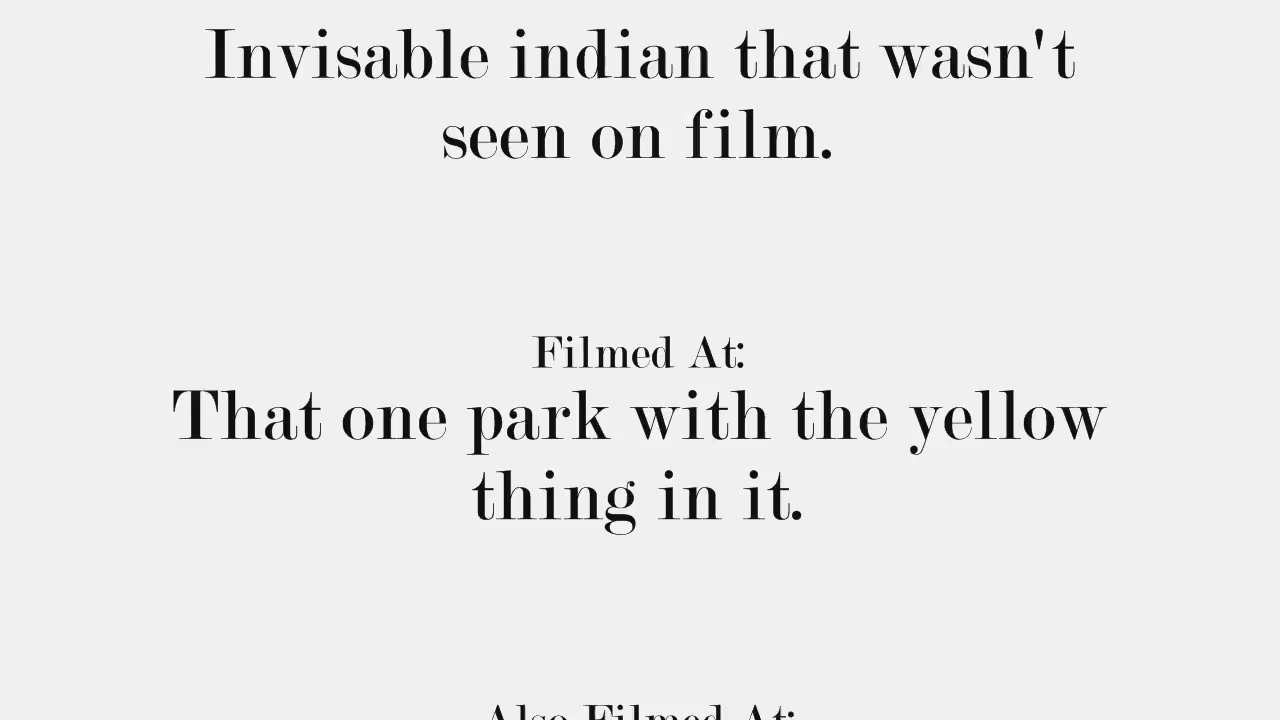 Invisable indian that wasn't
seen on film.
Filmed At:
That one park with the yellow
thing in it.
Also Filmed At: